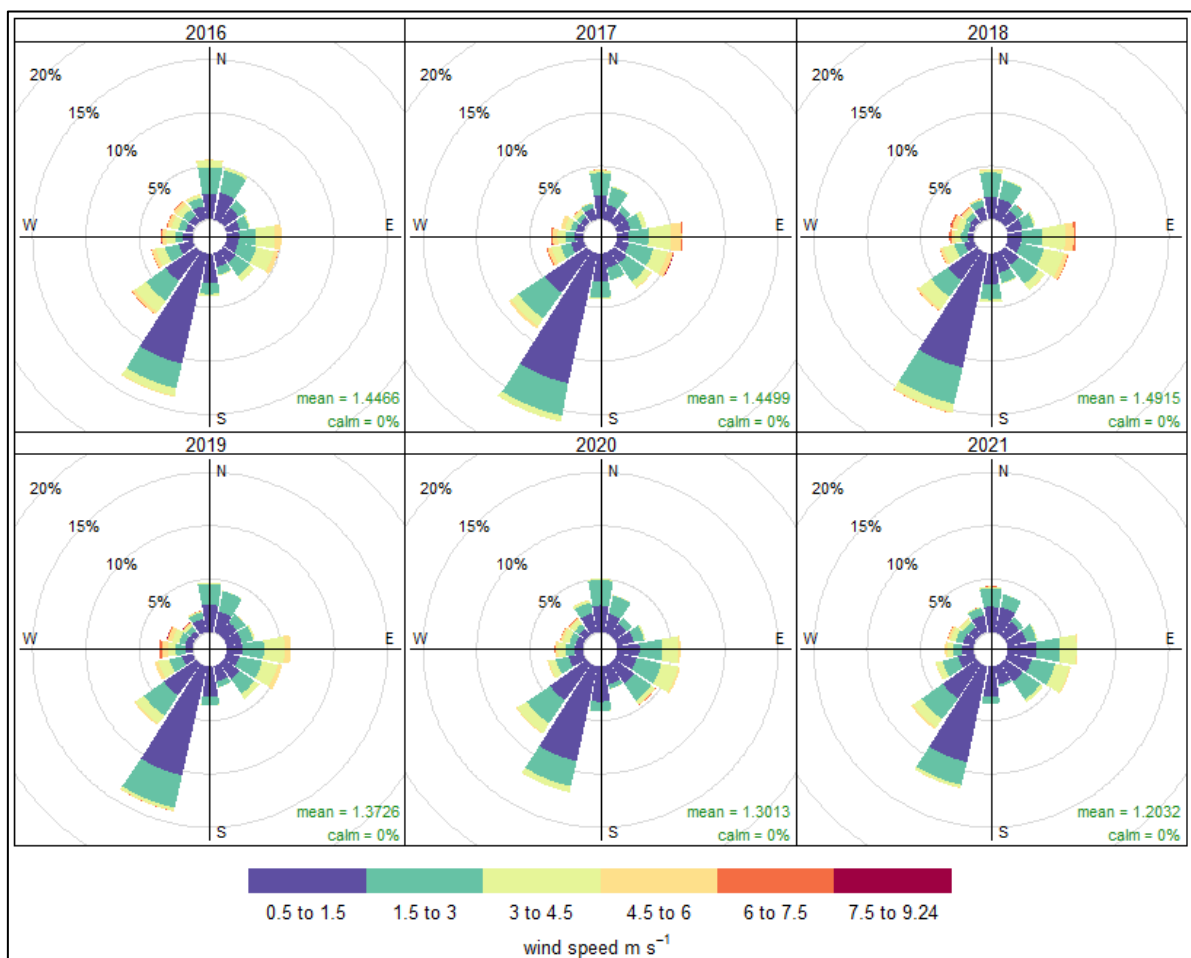 2016
2017
2018
20%
15%
10%
5%
N
W
E
S
mean = 1.4466
calm = 0%
20%
15%
10%
5%
N
W
E
S
mean = 1.4499
calm = 0%
20%
15%
10%
5%
N
W
E
S
mean = 1.4915
calm = 0%
2019
2020
2021
20%
15%
10%
5%
N
W
E
S
mean = 1.3726
calm = 0%
20%
15%
10%
5%
N
W
E
S
mean = 1.3013
calm = 0%
20%
15%
10%
5%
N
W
E
S
mean = 1.2032
calm = 0%
0.5 to 1.5
1.5 to 3
3 to 4.5
4.5 to 6
6 to 7.5
7.5 to 9.24
wind speed m s⁻¹